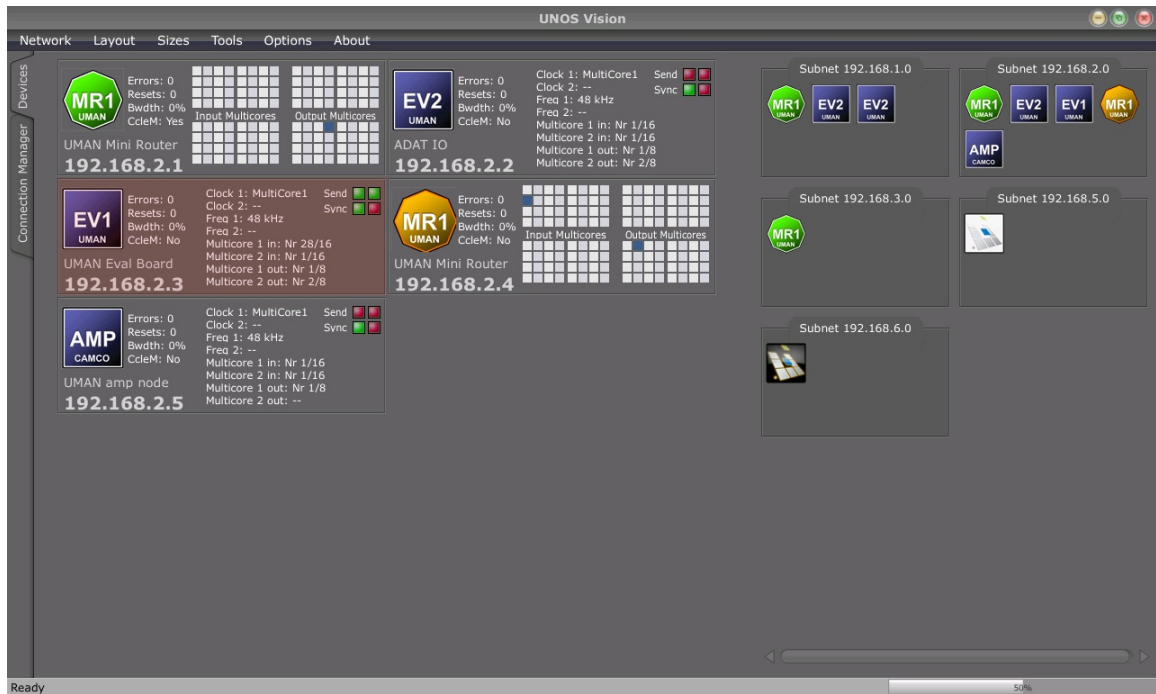 UNOS Vision
Network Layout Sizes Tools Options About
Devices
Connection Manager
MR1
UMAN
Errors: 0
Resets: 0
Bwdth: 0%
CcleM: Yes
Input Multicores Output Multicores
UMAN Mini Router
192.168.2.1
EV2
UMAN
Errors: 0
Resets: 0
Bwdth: 0%
CcleM: No
Clock 1: MultiCore1 Send
Clock 2: -- Sync
Freq 1: 48 kHz
Freq 2: --
Multicore 1 in: Nr 1/16
Multicore 2 in: Nr 1/16
Multicore 1 out: Nr 1/8
Multicore 2 out: Nr 2/8
ADAT IO
192.168.2.2
EV1
UMAN
Errors: 0
Resets: 0
Bwdth: 0%
CcleM: No
Clock 1: MultiCore1 Send
Clock 2: -- Sync
Freq 1: 48 kHz
Freq 2: --
Multicore 1 in: Nr 28/16
Multicore 2 in: Nr 1/16
Multicore 1 out: Nr 1/8
Multicore 2 out: Nr 2/8
UMAN Eval Board
192.168.2.3
MR1
UMAN
Errors: 0
Resets: 0
Bwdth: 0%
CcleM: No
Input Multicores Output Multicores
UMAN Mini Router
192.168.2.4
AMP
CAMCO
Errors: 0
Resets: 0
Bwdth: 0%
CcleM: No
Clock 1: MultiCore1 Send
Clock 2: -- Sync
Freq 1: 48 kHz
Freq 2: --
Multicore 1 in: Nr 1/16
Multicore 2 in: Nr 1/16
Multicore 1 out: Nr 1/8
Multicore 2 out: --
UMAN amp node
192.168.2.5
Subnet 192.168.1.0
MR1 EV2 EV2
UMAN UMAN UMAN
Subnet 192.168.2.0
MR1 EV2 EV1 MR1
UMAN UMAN UMAN UMAN
AMP
CAMCO
Subnet 192.168.3.0
MR1
UMAN
Subnet 192.168.5.0
Subnet 192.168.6.0
Ready
50%